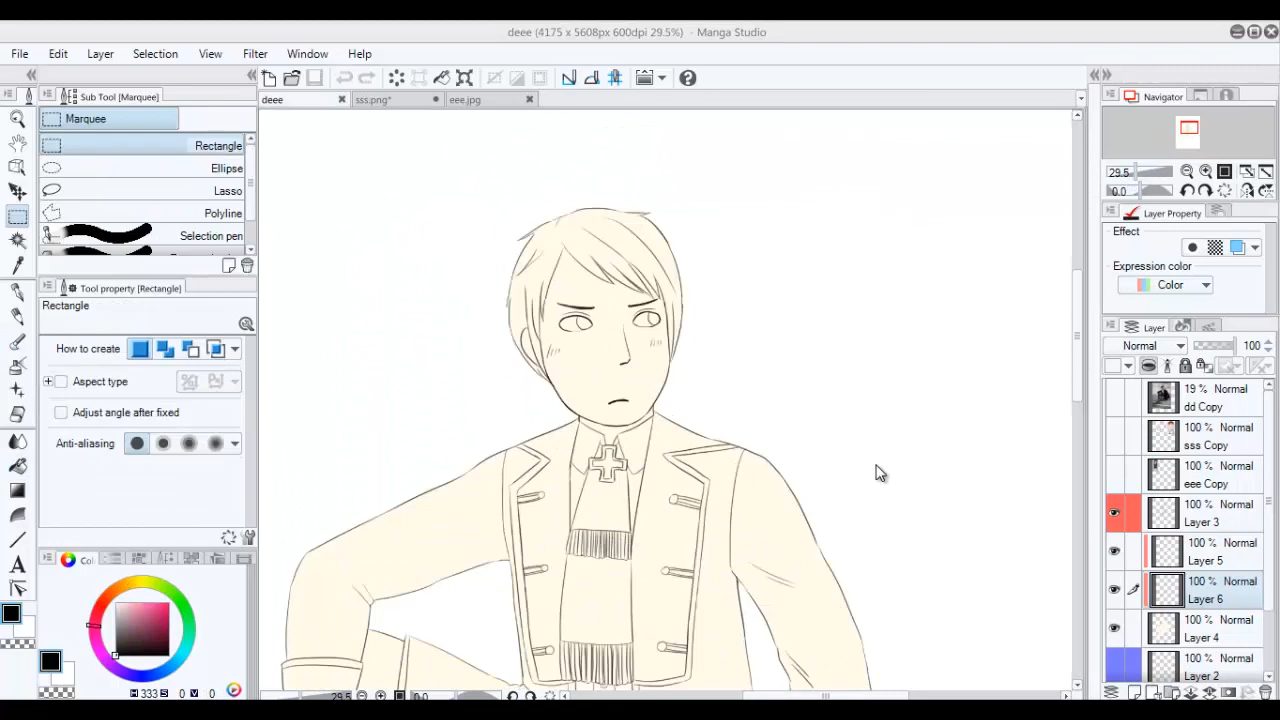 deee (4175 x 5608px 600dpi 29.5%) - Manga Studio
File Edit Layer Selection View Filter Window Help
Sub Tool [Marquee]
deee
sss.png*
eee.jpg
Navigator
Marquee
Rectangle
Ellipse
Lasso
Polyline
Selection pen
29.5
0.0
Layer Property
Effect
Expression color
Color
Tool property [Rectangle]
Rectangle
How to create
Aspect type
Adjust angle after fixed
Anti-aliasing
Layer
Normal 100
19 % Normal
dd Copy
100 % Normal
sss Copy
100 % Normal
eee Copy
100 % Normal
Layer 3
100 % Normal
Layer 5
100 % Normal
Layer 6
100 % Normal
Layer 4
100 % Normal
Layer 2
H 333 S 0 V 0
29.5 0.0